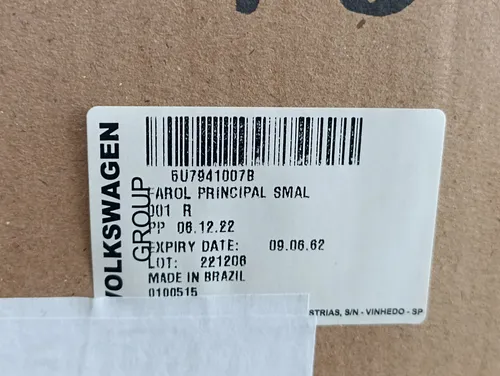 VOLKSWAGEN
GROUP
5U7941007B
FAROL PRINCIPAL SMAL
001 R
PP 06.12.22
EXPIRY DATE: 09.06.62
LOT: 221206
MADE IN BRAZIL
0100515
STRIAS, S/N - VINHEDO - SP